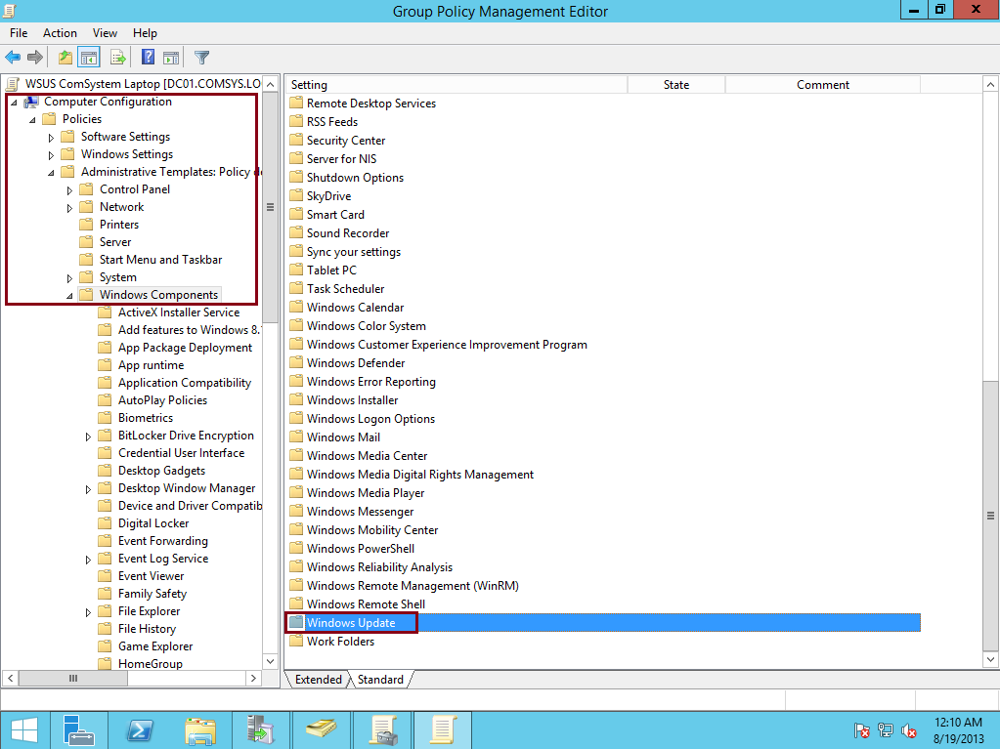 Group Policy Management Editor
File Action View Help
WSUS ComSystem Laptop [DC01.COMSYS.LO
Computer Configuration
Policies
Software Settings
Windows Settings
Administrative Templates: Policy de
Control Panel
Network
Printers
Server
Start Menu and Taskbar
System
Windows Components
ActiveX Installer Service
Add features to Windows 8.
App Package Deployment
App runtime
Application Compatibility
AutoPlay Policies
Biometrics
BitLocker Drive Encryption
Credential User Interface
Desktop Gadgets
Desktop Window Manager
Device and Driver Compatib
Digital Locker
Event Forwarding
Event Log Service
Event Viewer
Family Safety
File Explorer
File History
Game Explorer
HomeGroup
Setting State Comment
Remote Desktop Services
RSS Feeds
Security Center
Server for NIS
Shutdown Options
SkyDrive
Smart Card
Sound Recorder
Sync your settings
Tablet PC
Task Scheduler
Windows Calendar
Windows Color System
Windows Customer Experience Improvement Program
Windows Defender
Windows Error Reporting
Windows Installer
Windows Logon Options
Windows Mail
Windows Media Center
Windows Media Digital Rights Management
Windows Media Player
Windows Messenger
Windows Mobility Center
Windows PowerShell
Windows Reliability Analysis
Windows Remote Management (WinRM)
Windows Remote Shell
Windows Update
Work Folders
Extended Standard
12:10 AM
8/19/2013